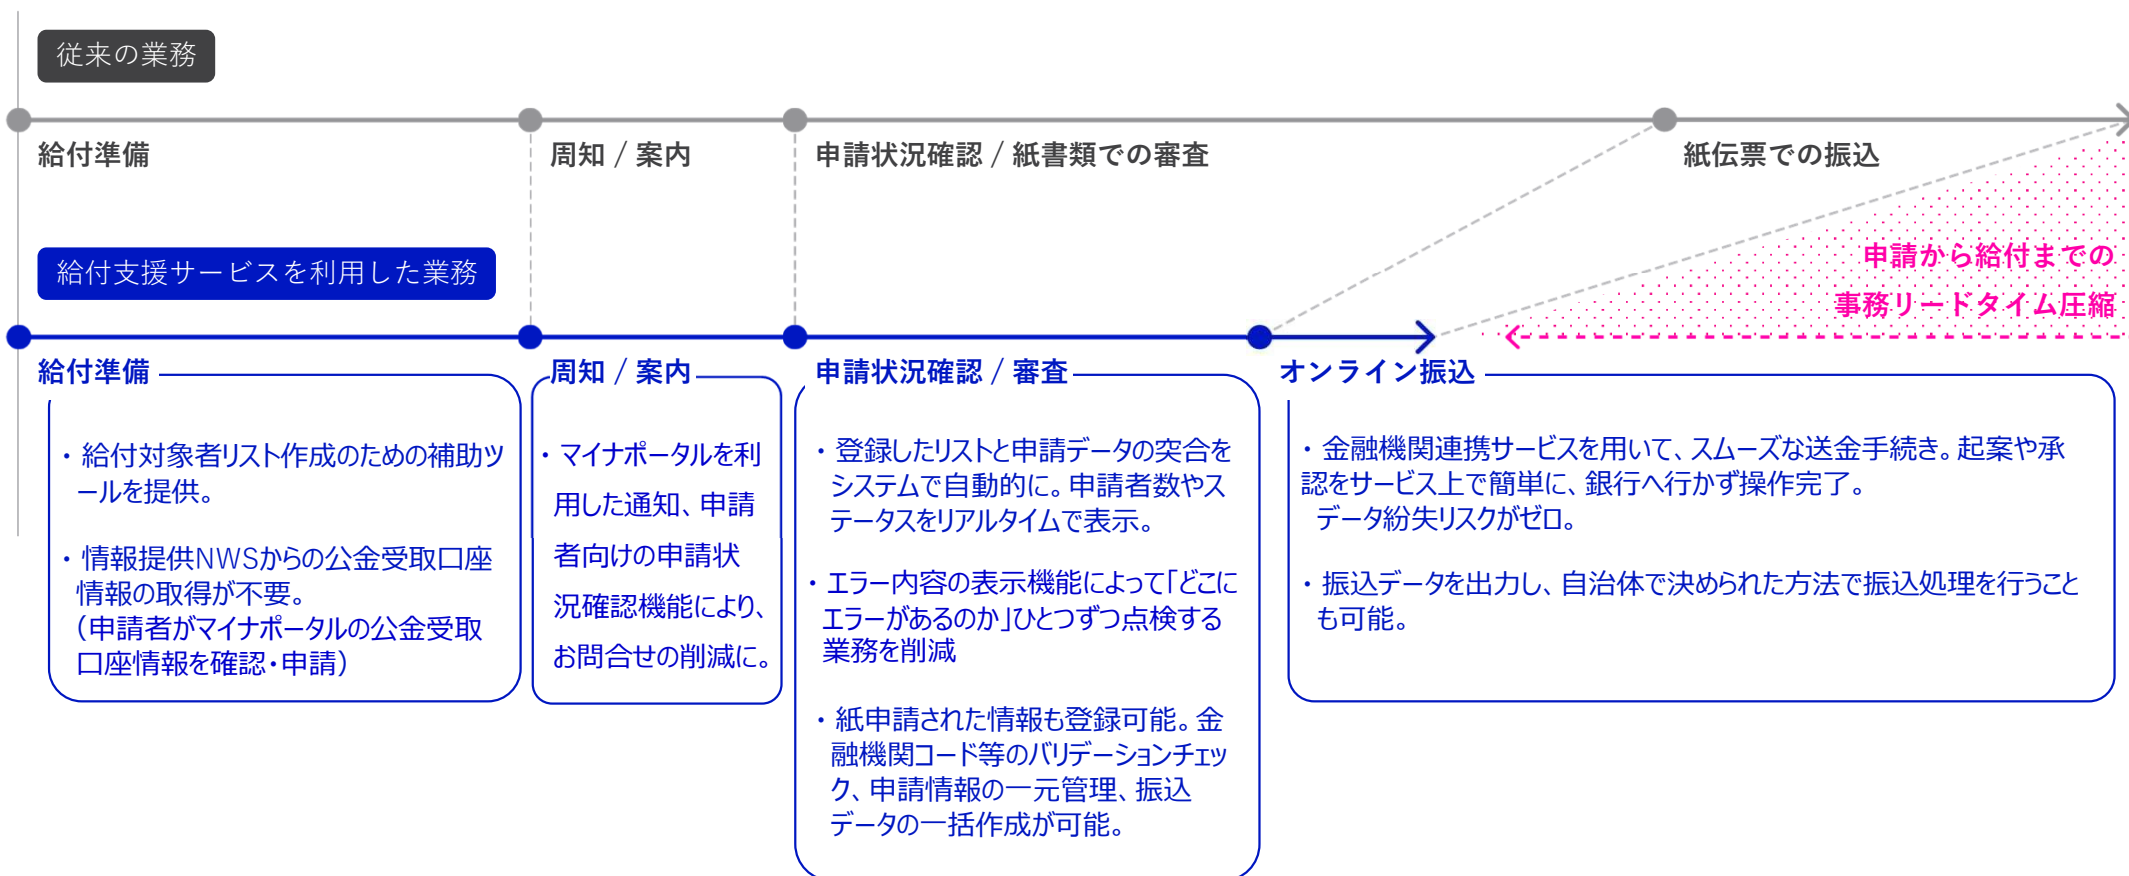 従来の業務
給付準備
周知 / 案内
申請状況確認 / 紙書類での審査
紙伝票での振込
給付支援サービスを利用した業務
申請から給付までの
事務リードタイム圧縮
給付準備
・給付対象者リスト作成のための補助ツ
ールを提供。
・情報提供NWSからの公金受取口座
情報の取得が不要。
（申請者がマイナポータルの公金受取
口座情報を確認・申請）
周知 / 案内
・マイナポータルを利
用した通知、申請
者向けの申請状
況確認機能により、
お問合せの削減に。
申請状況確認 / 審査
・登録したリストと申請データの突合を
システムで自動的に。申請者数やス
テータスをリアルタイムで表示。
・エラー内容の表示機能によって「どこに
エラーがあるのか」ひとつずつ点検する
業務を削減
・紙申請された情報も登録可能。金
融機関コード等のバリデーションチェッ
ク、申請情報の一元管理、振込
データの一括作成が可能。
オンライン振込
・金融機関連携サービスを用いて、スムーズな送金手続き。起案や承
認をサービス上で簡単に、銀行へ行かず操作完了。
データ紛失リスクがゼロ。
・振込データを出力し、自治体で決められた方法で振込処理を行うこと
も可能。